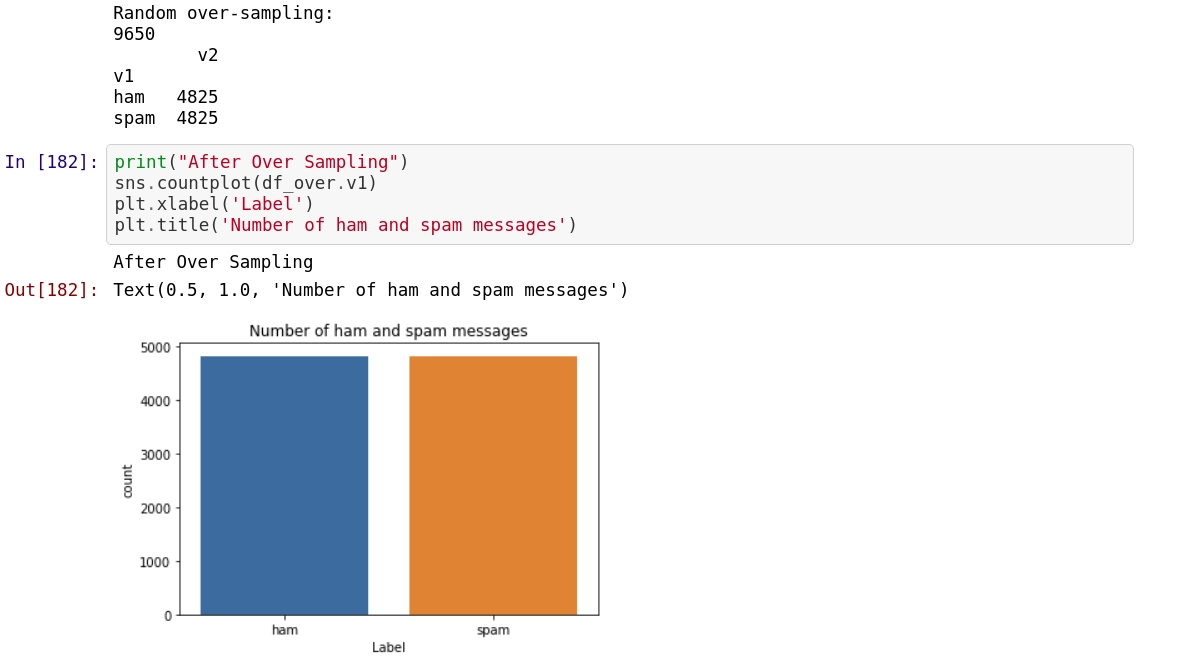 Random over-sampling:
9650
        v2
v1
ham   4825
spam  4825
In [182]: print("After Over Sampling")
sns.countplot(df_over.v1)
plt.xlabel('Label')
plt.title('Number of ham and spam messages')
After Over Sampling
Out[182]: Text(0.5, 1.0, 'Number of ham and spam messages')
Number of ham and spam messages
5000
4000
3000
2000
1000
0
count
ham spam
Label